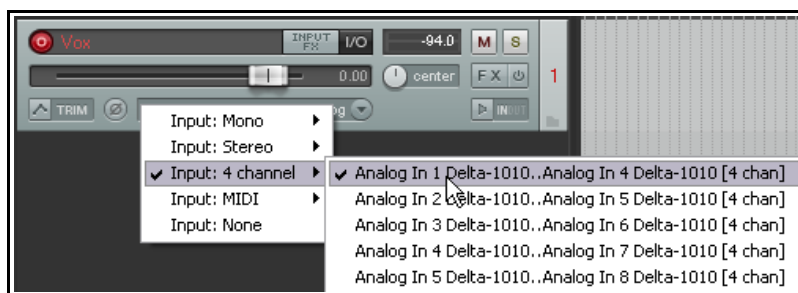 Vox INPUT FX I/O -94.0 M S
0.00 center FX 1
TRIM
Input: Mono
Input: Stereo
Input: 4 channel
Input: MIDI
Input: None
Analog In 1 Delta-1010..Analog In 4 Delta-1010 [4 chan]
Analog In 2 Delta-1010..Analog In 5 Delta-1010 [4 chan]
Analog In 3 Delta-1010..Analog In 6 Delta-1010 [4 chan]
Analog In 4 Delta-1010..Analog In 7 Delta-1010 [4 chan]
Analog In 5 Delta-1010..Analog In 8 Delta-1010 [4 chan]